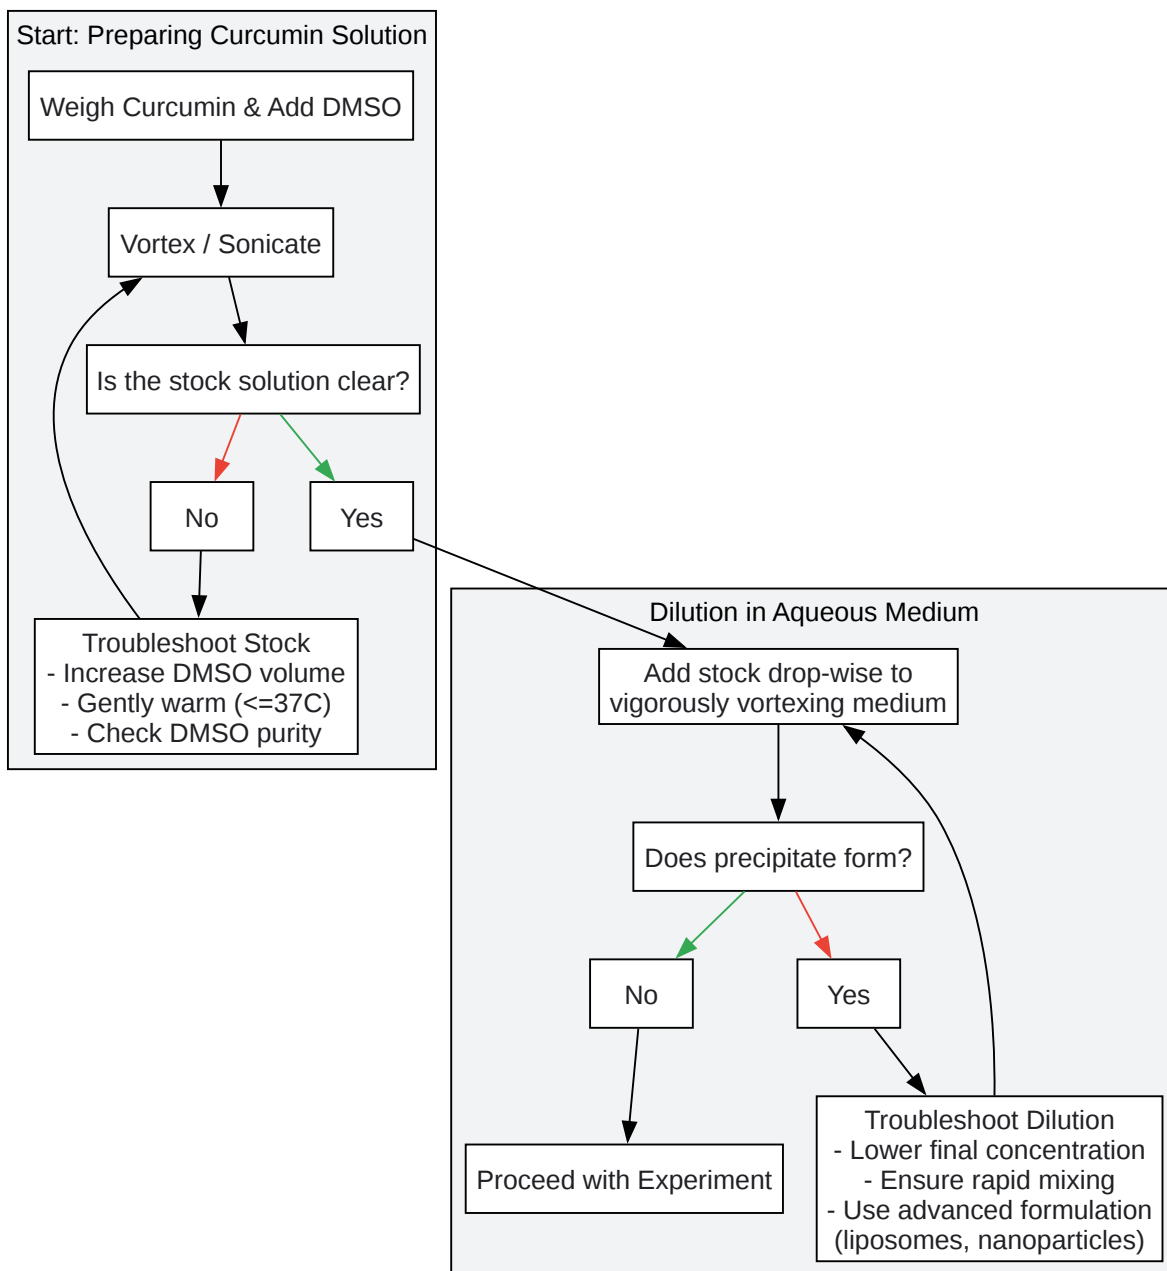 Start: Preparing Curcumin Solution
Weigh Curcumin & Add DMSO
Vortex / Sonicate
Is the stock solution clear?
No
Yes
Troubleshoot Stock
- Increase DMSO volume
- Gently warm (<=37C)
- Check DMSO purity
Dilution in Aqueous Medium
Add stock drop-wise to
vigorously vortexing medium
Does precipitate form?
No
Yes
Proceed with Experiment
Troubleshoot Dilution
- Lower final concentration
- Ensure rapid mixing
- Use advanced formulation
(liposomes, nanoparticles)